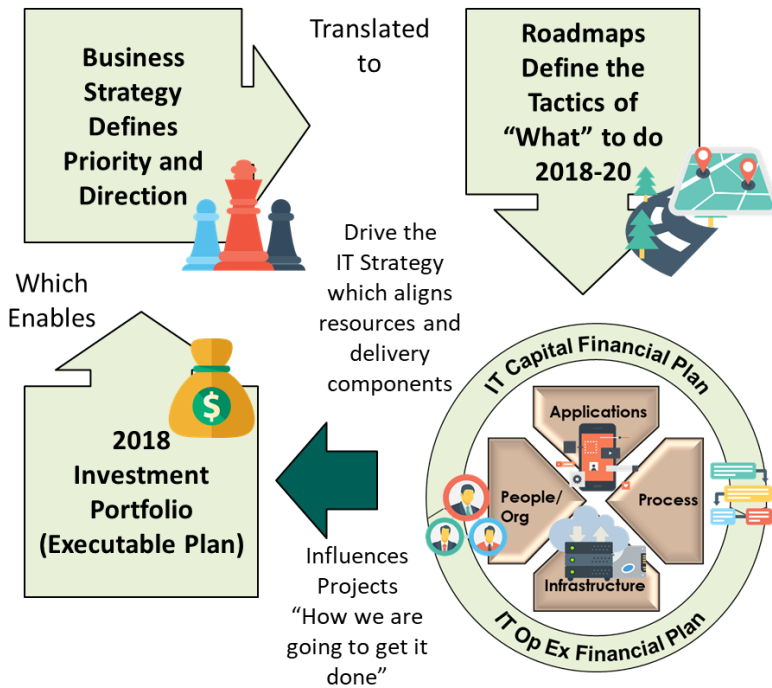 Business
Strategy
Defines
Priority and
Direction
Translated
to
Roadmaps
Define the
Tactics of
“What” to do
2018-20
Drive the
IT Strategy
which aligns
resources and
delivery
components
IT Capital Financial Plan
Applications
People/
Org
Process
Infrastructure
IT Op Ex Financial Plan
Influences
Projects
“How we are
going to get it
done”
$
2018
Investment
Portfolio
(Executable Plan)
Which
Enables